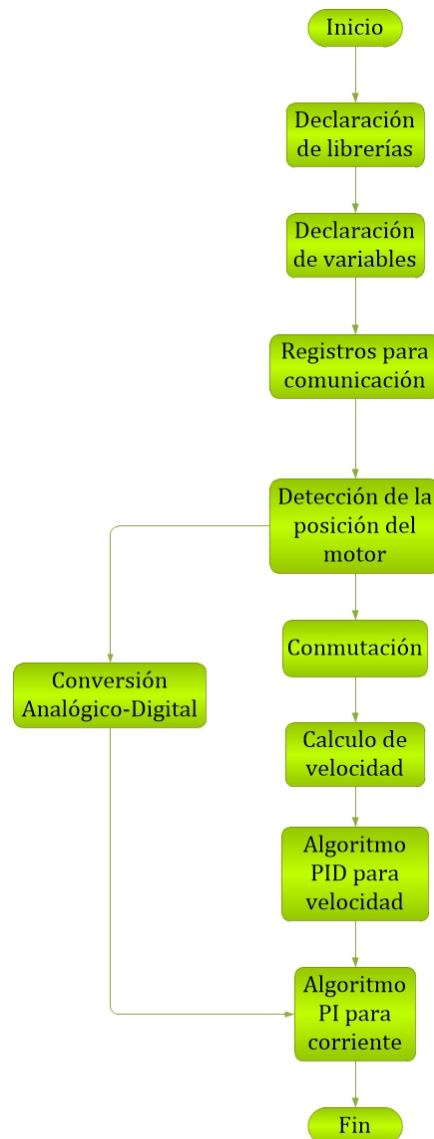 Inicio
Declaración
de librerías
Declaración
de variables
Registros para
comunicación
Detección de la
posición del
motor
Conmutación
Conversión
Analógico-Digital
Calculo de
velocidad
Algoritmo
PID para
velocidad
Algoritmo
PI para
corriente
Fin